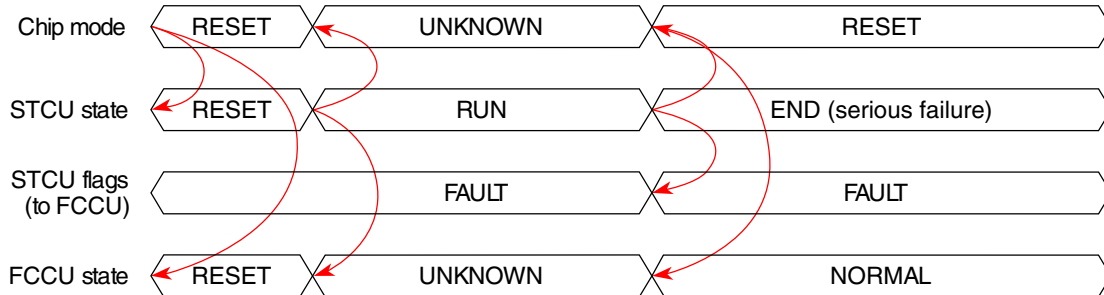 Chip mode RESET UNKNOWN RESET
STCU state RESET RUN END (serious failure)
STCU flags
(to FCCU) FAULT FAULT
FCCU state RESET UNKNOWN NORMAL